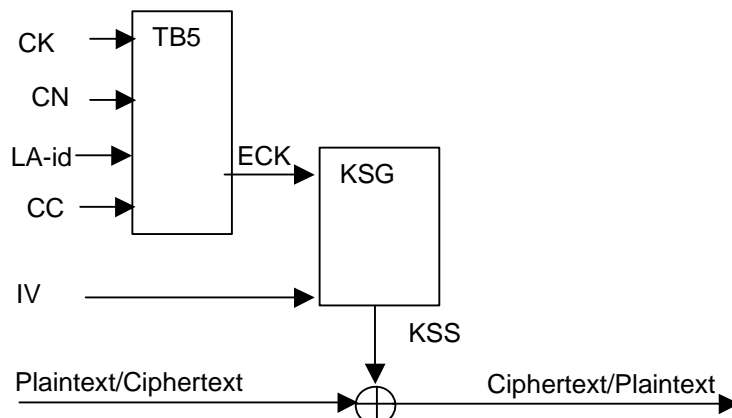 CK
TB5
CN
LA-id
ECK
KSG
CC
IV
KSS
Plaintext/Ciphertext
Ciphertext/Plaintext